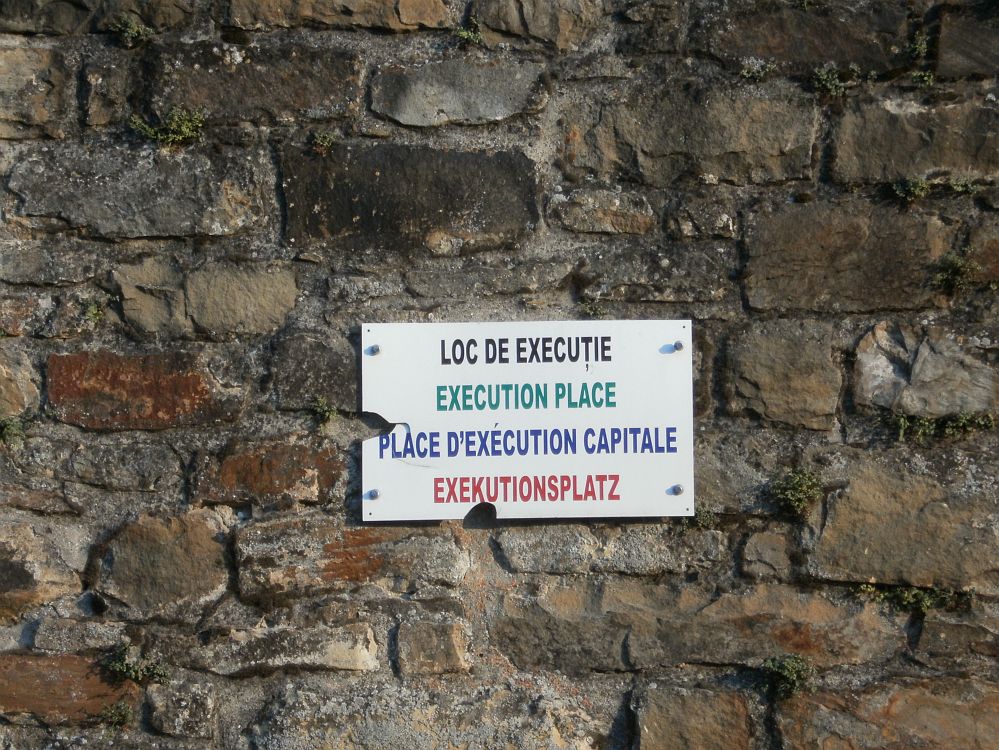 LOC DE EXECUȚIE
EXECUTION PLACE
PLACE D'EXÉCUTION CAPITALE
EXEKUTIONSPLATZ